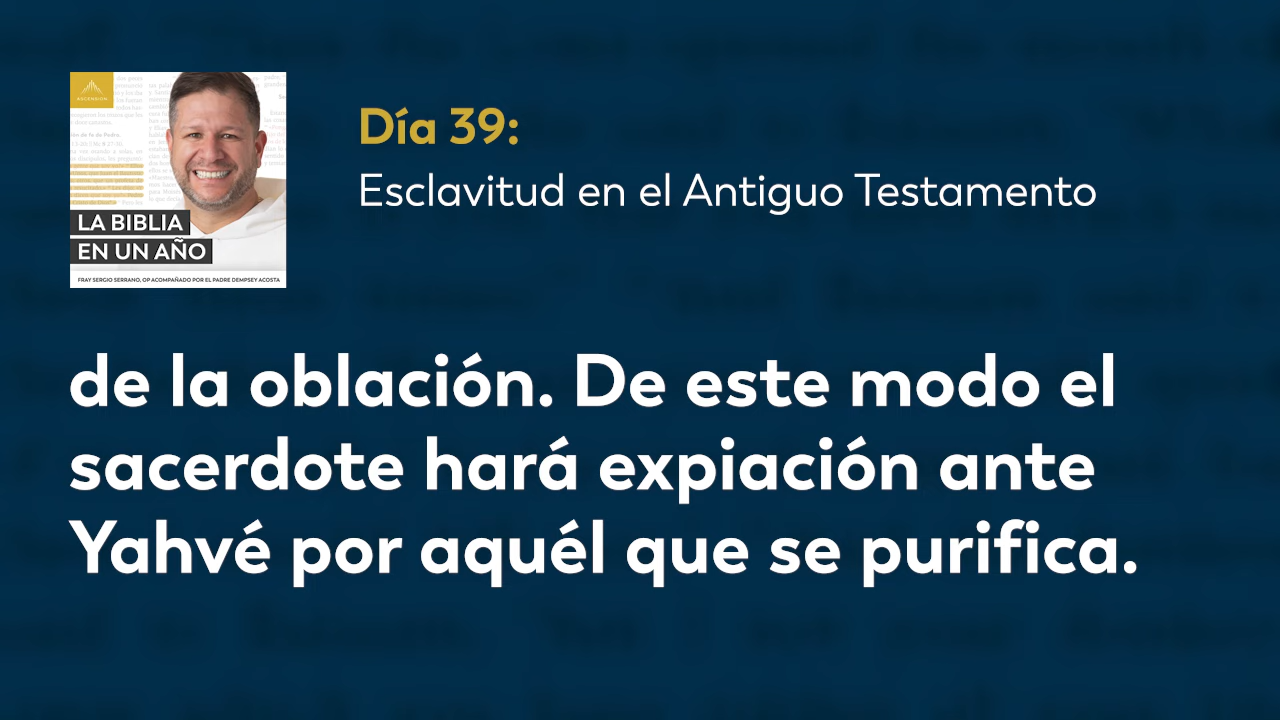 ASCENSION
LA BIBLIA
EN UN AÑO
FRAY SERGIO SERRANO, OP ACOMPAÑADO POR EL PADRE DEMPSEY ACOSTA
Día 39:
Esclavitud en el Antiguo Testamento
de la oblación. De este modo el
sacerdote hará expiación ante
Yahvé por aquél que se purifica.